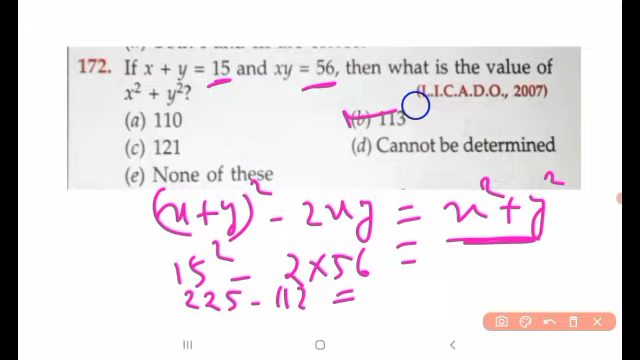 172. If x + y = 15 and xy = 56, then what is the value of
x² + y²?
(L.I.C.A.D.O., 2007)
(a) 110
(b) 113
(c) 121
(d) Cannot be determined
(e) None of these
(x+y)² - 2xy = x² + y²
15² - 2×56 =
225 - 112 =